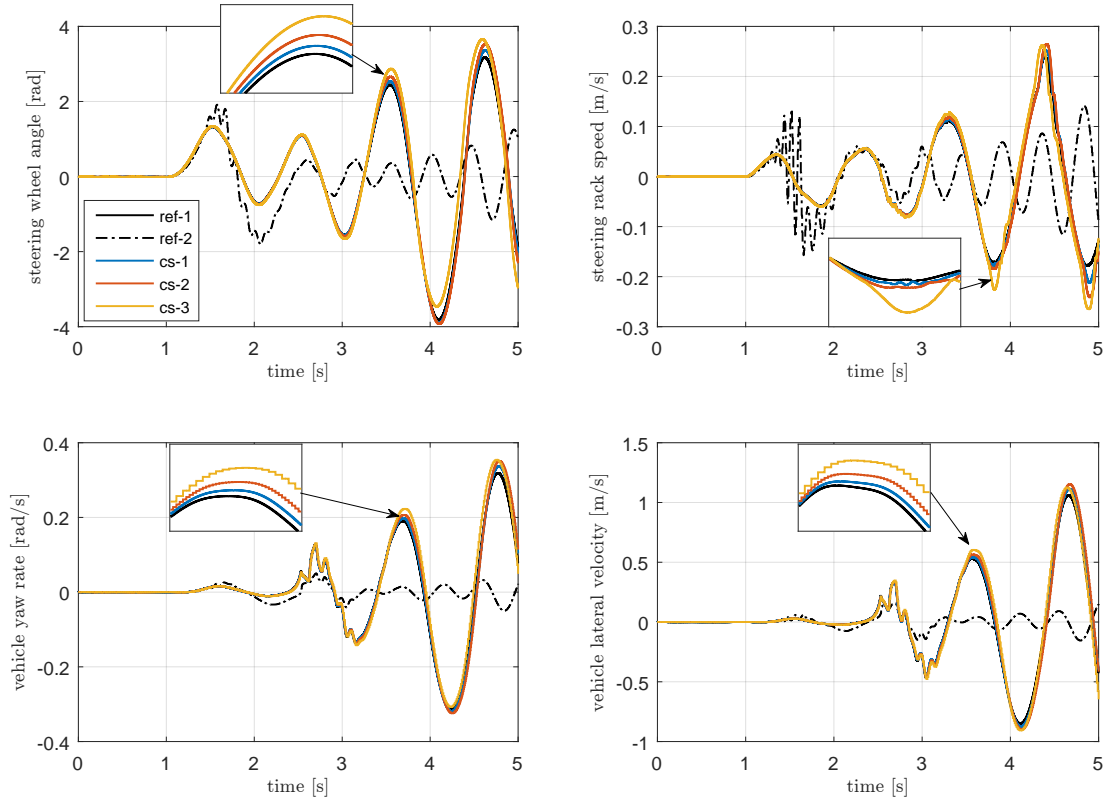 steering wheel angle [rad]
4
2
0
-2
-4
ref-1
ref-2
cs-1
cs-2
cs-3
0 1 2 3 4 5
time [s]
steering rack speed [m/s]
0.3
0.2
0.1
0
-0.1
-0.2
-0.3
0 1 2 3 4 5
time [s]
vehicle yaw rate [rad/s]
0.4
0.2
0
-0.2
-0.4
0 1 2 3 4 5
time [s]
vehicle lateral velocity [m/s]
1.5
1
0.5
0
-0.5
-1
0 1 2 3 4 5
time [s]